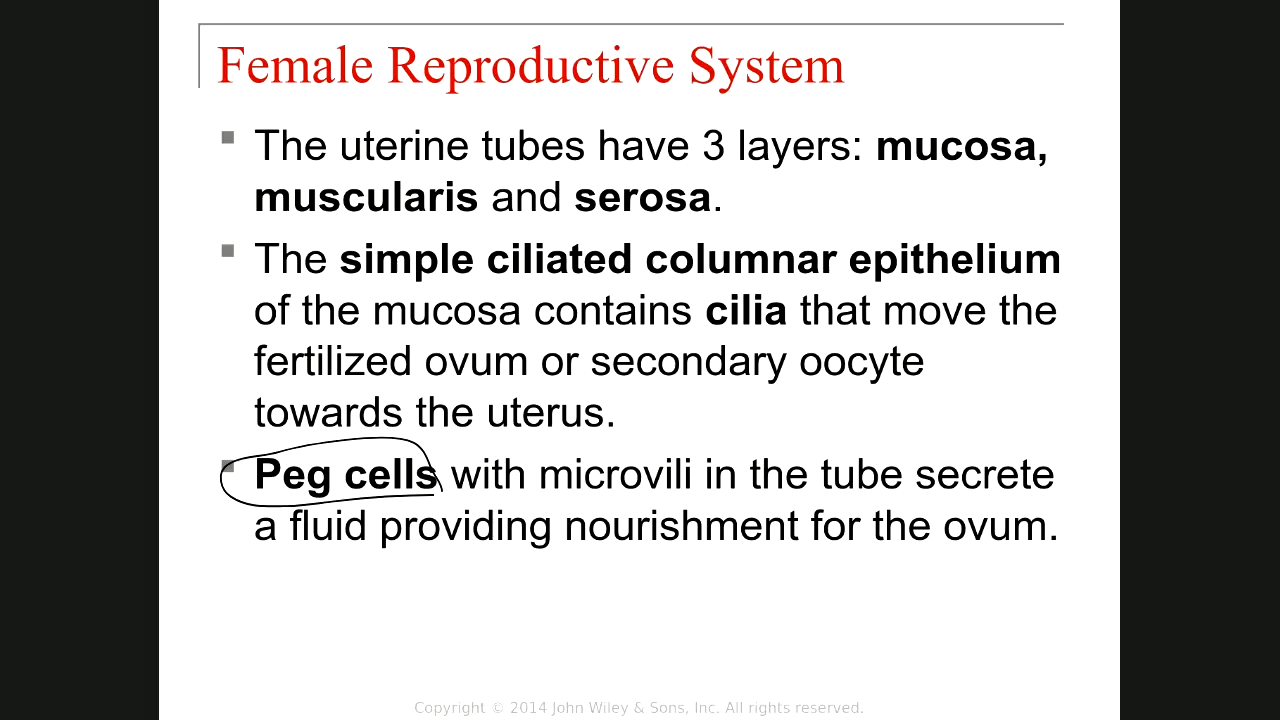 Female Reproductive System
The uterine tubes have 3 layers: mucosa,
muscularis and serosa.
The simple ciliated columnar epithelium
of the mucosa contains cilia that move the
fertilized ovum or secondary oocyte
towards the uterus.
Peg cells with microvili in the tube secrete
a fluid providing nourishment for the ovum.
Copyright © 2014 John Wiley & Sons, Inc. All rights reserved.